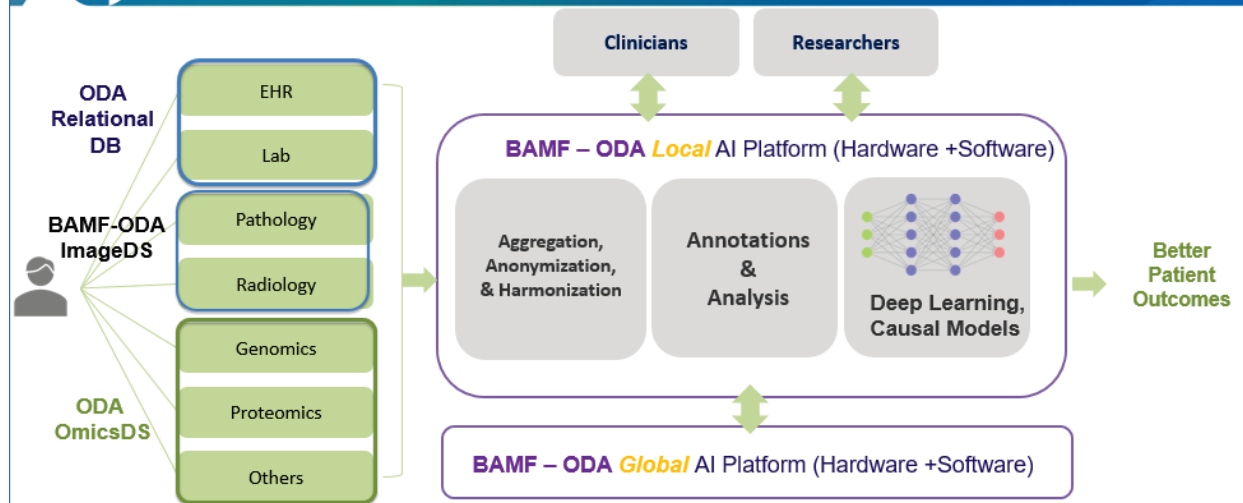 Clinicians
Researchers
ODA
Relational
DB
EHR
Lab
BAMF-ODA
ImageDS
Pathology
Radiology
ODA
OmicsDS
Genomics
Proteomics
Others
BAMF – ODA Local AI Platform (Hardware +Software)
Aggregation,
Anonymization,
& Harmonization
Annotations
&
Analysis
Deep Learning,
Causal Models
Better
Patient
Outcomes
BAMF – ODA Global AI Platform (Hardware +Software)